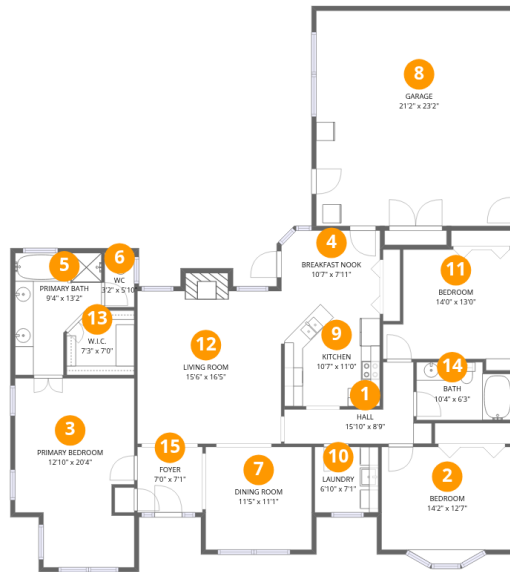 8
GARAGE
21'2" x 23'2"
4
BREAKFAST NOOK
10'7" x 7'11"
5
PRIMARY BATH
9'4" x 13'2"
6
WC
3'2" x 5'10"
11
BEDROOM
14'0" x 13'0"
13
W.I.C.
7'3" x 7'0"
12
LIVING ROOM
15'6" x 16'5"
9
KITCHEN
10'7" x 11'0"
14
BATH
10'4" x 6'3"
1
HALL
15'10" x 8'9"
3
PRIMARY BEDROOM
12'10" x 20'4"
15
FOYER
7'0" x 7'1"
7
DINING ROOM
11'5" x 11'1"
10
LAUNDRY
6'10" x 7'1"
2
BEDROOM
14'2" x 12'7"